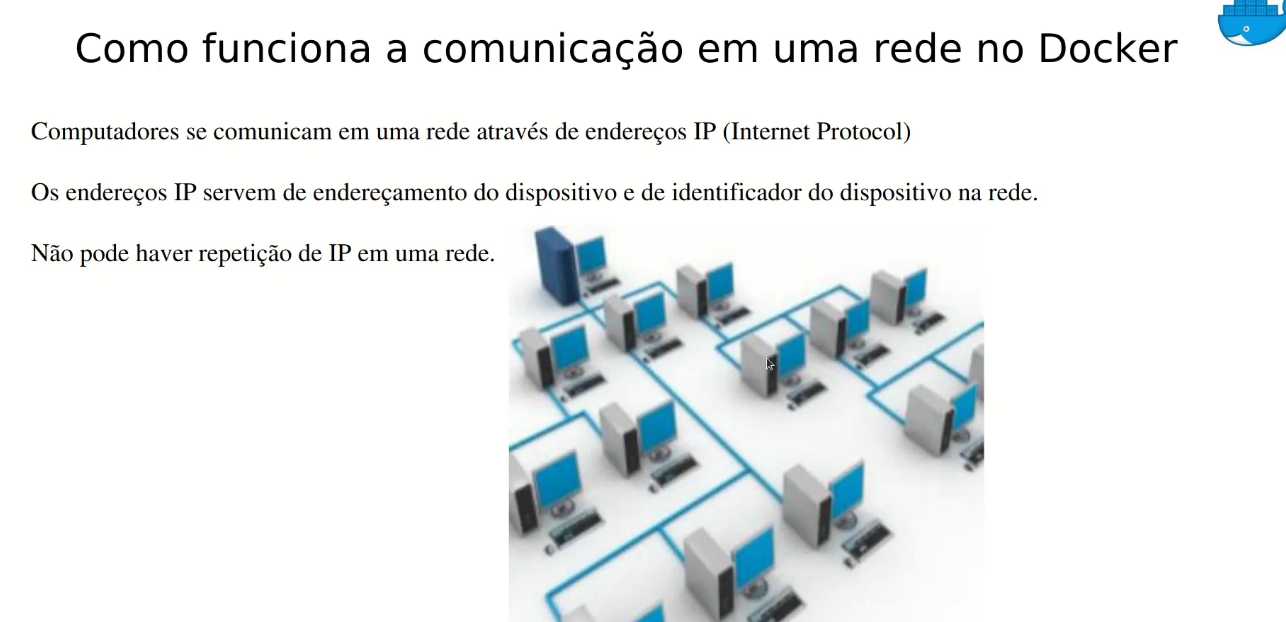 Como funciona a comunicação em uma rede no Docker
Computadores se comunicam em uma rede através de endereços IP (Internet Protocol)
Os endereços IP servem de endereçamento do dispositivo e de identificador do dispositivo na rede.
Não pode haver repetição de IP em uma rede.